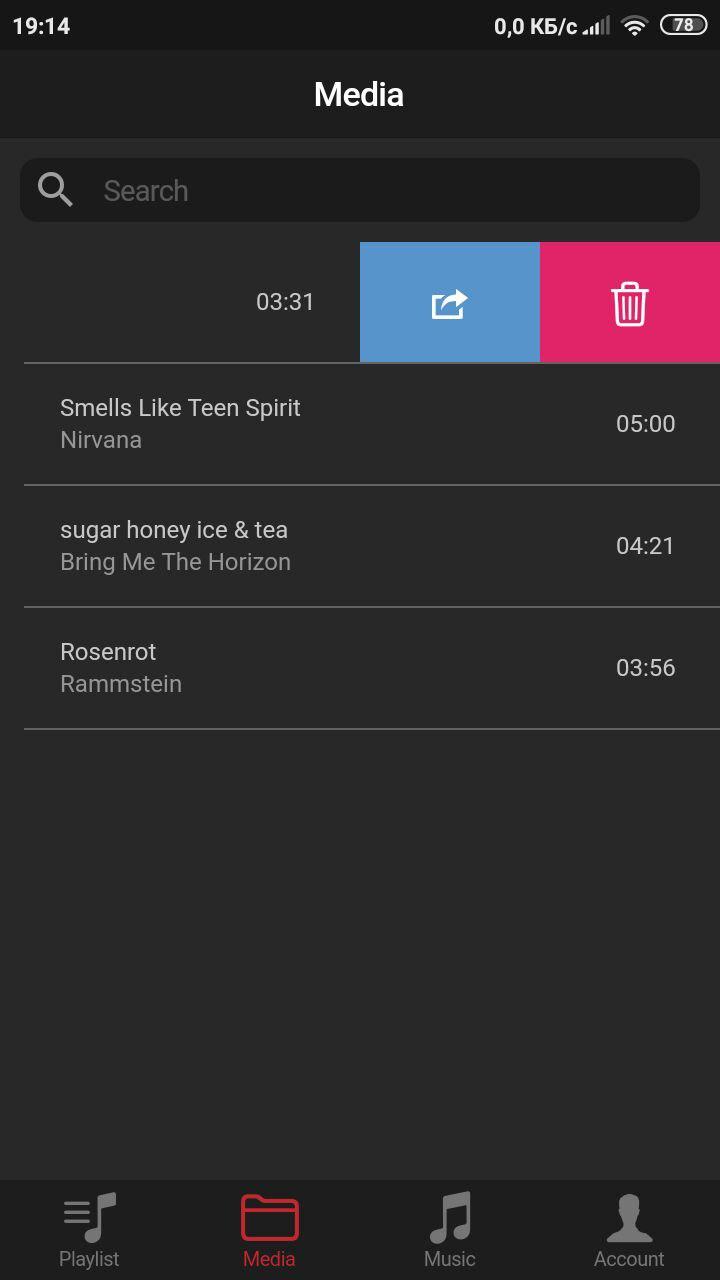 19:14 0,0 КБ/с 78
Media
Search
03:31
Smells Like Teen Spirit
Nirvana
05:00
sugar honey ice & tea
Bring Me The Horizon
04:21
Rosenrot
Rammstein
03:56
Playlist Media Music Account